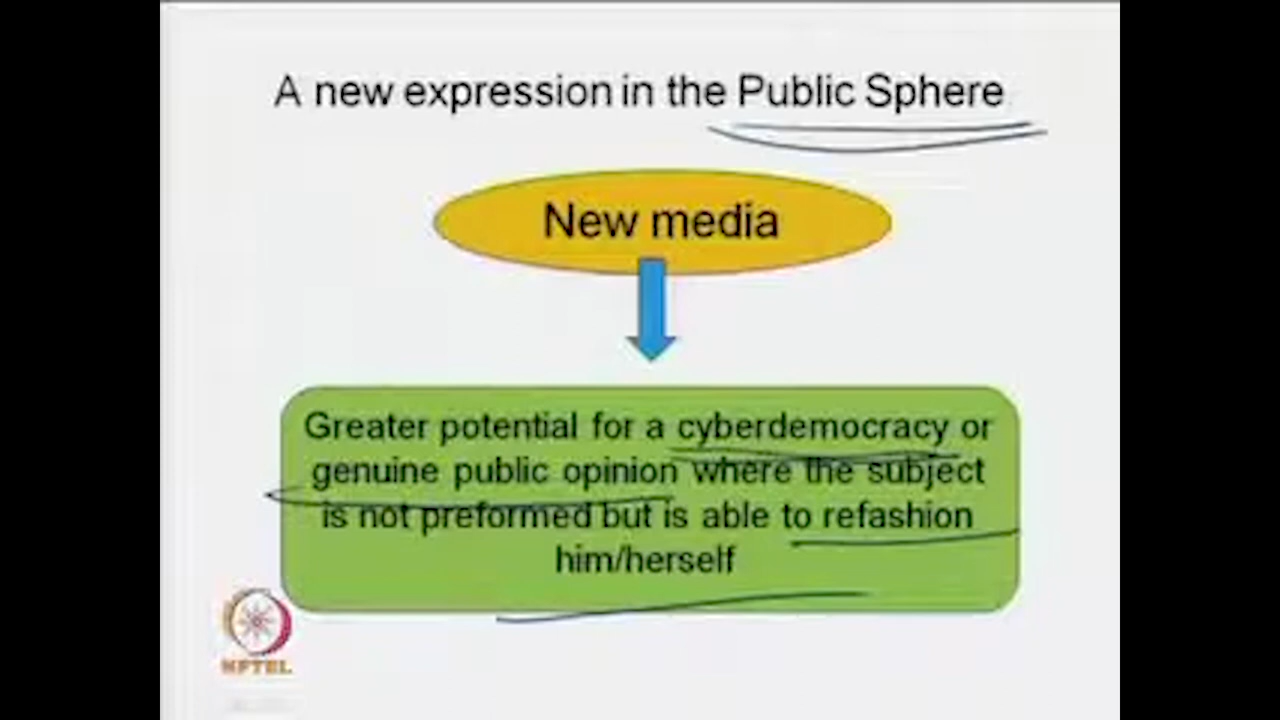 A new expression in the Public Sphere
New media
Greater potential for a cyberdemocracy or
genuine public opinion where the subject
is not preformed but is able to refashion
him/herself
NPTEL